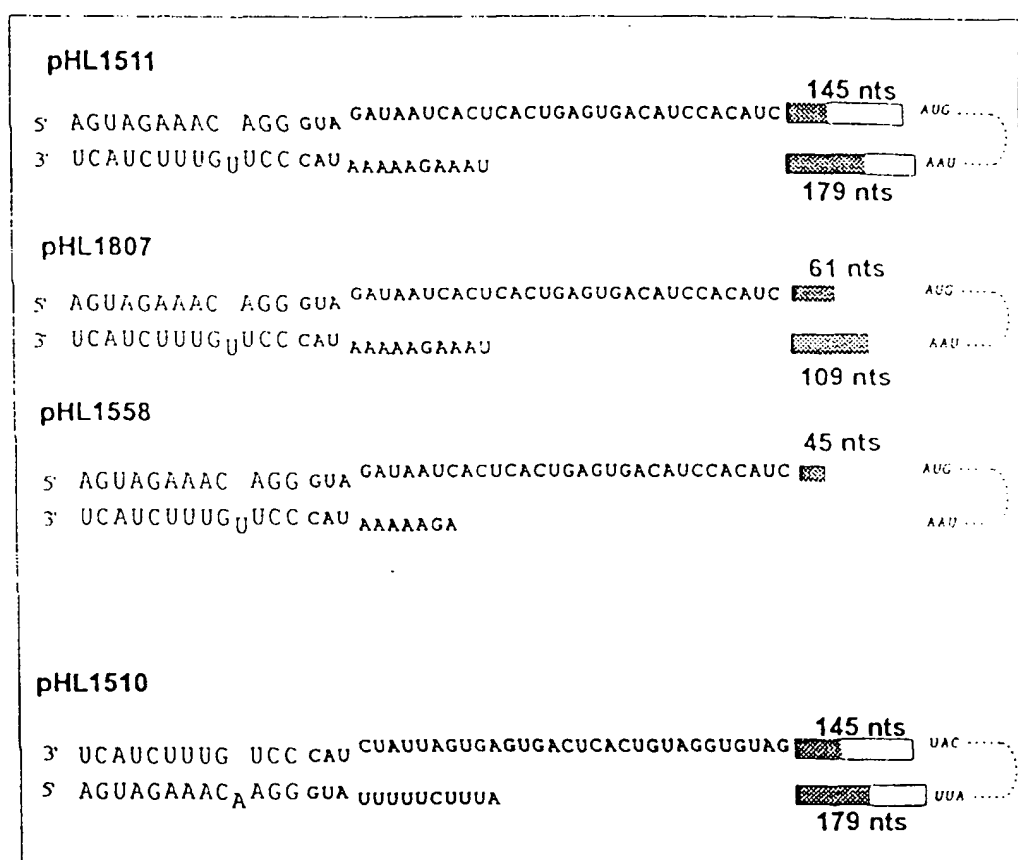 pHL1511
145 nts
5' AGUAGAAAC AGG GUA GAUAAUCACUCACUGAGUGACAUCCACAUC AUG
3' UCAUCUUUGUUCC CAU AAAAAGAAAU AAU
179 nts
pHL1807
61 nts
5' AGUAGAAAC AGG GUA GAUAAUCACUCACUGAGUGACAUCCACAUC AUG
3' UCAUCUUUGUUCC CAU AAAAAGAAAU AAU
109 nts
pHL1558
45 nts
5' AGUAGAAAC AGG GUA GAUAAUCACUCACUGAGUGACAUCCACAUC AUG
3' UCAUCUUUGUUCC CAU AAAAAGA AAU
pHL1510
145 nts
3' UCAUCUUUG UCC CAU CUAUUAGUGAGUGACUCACUGUAGGUGUAG UAC
5' AGUAGAAACAAGG GUA UUUUUCUUUA UUA
179 nts